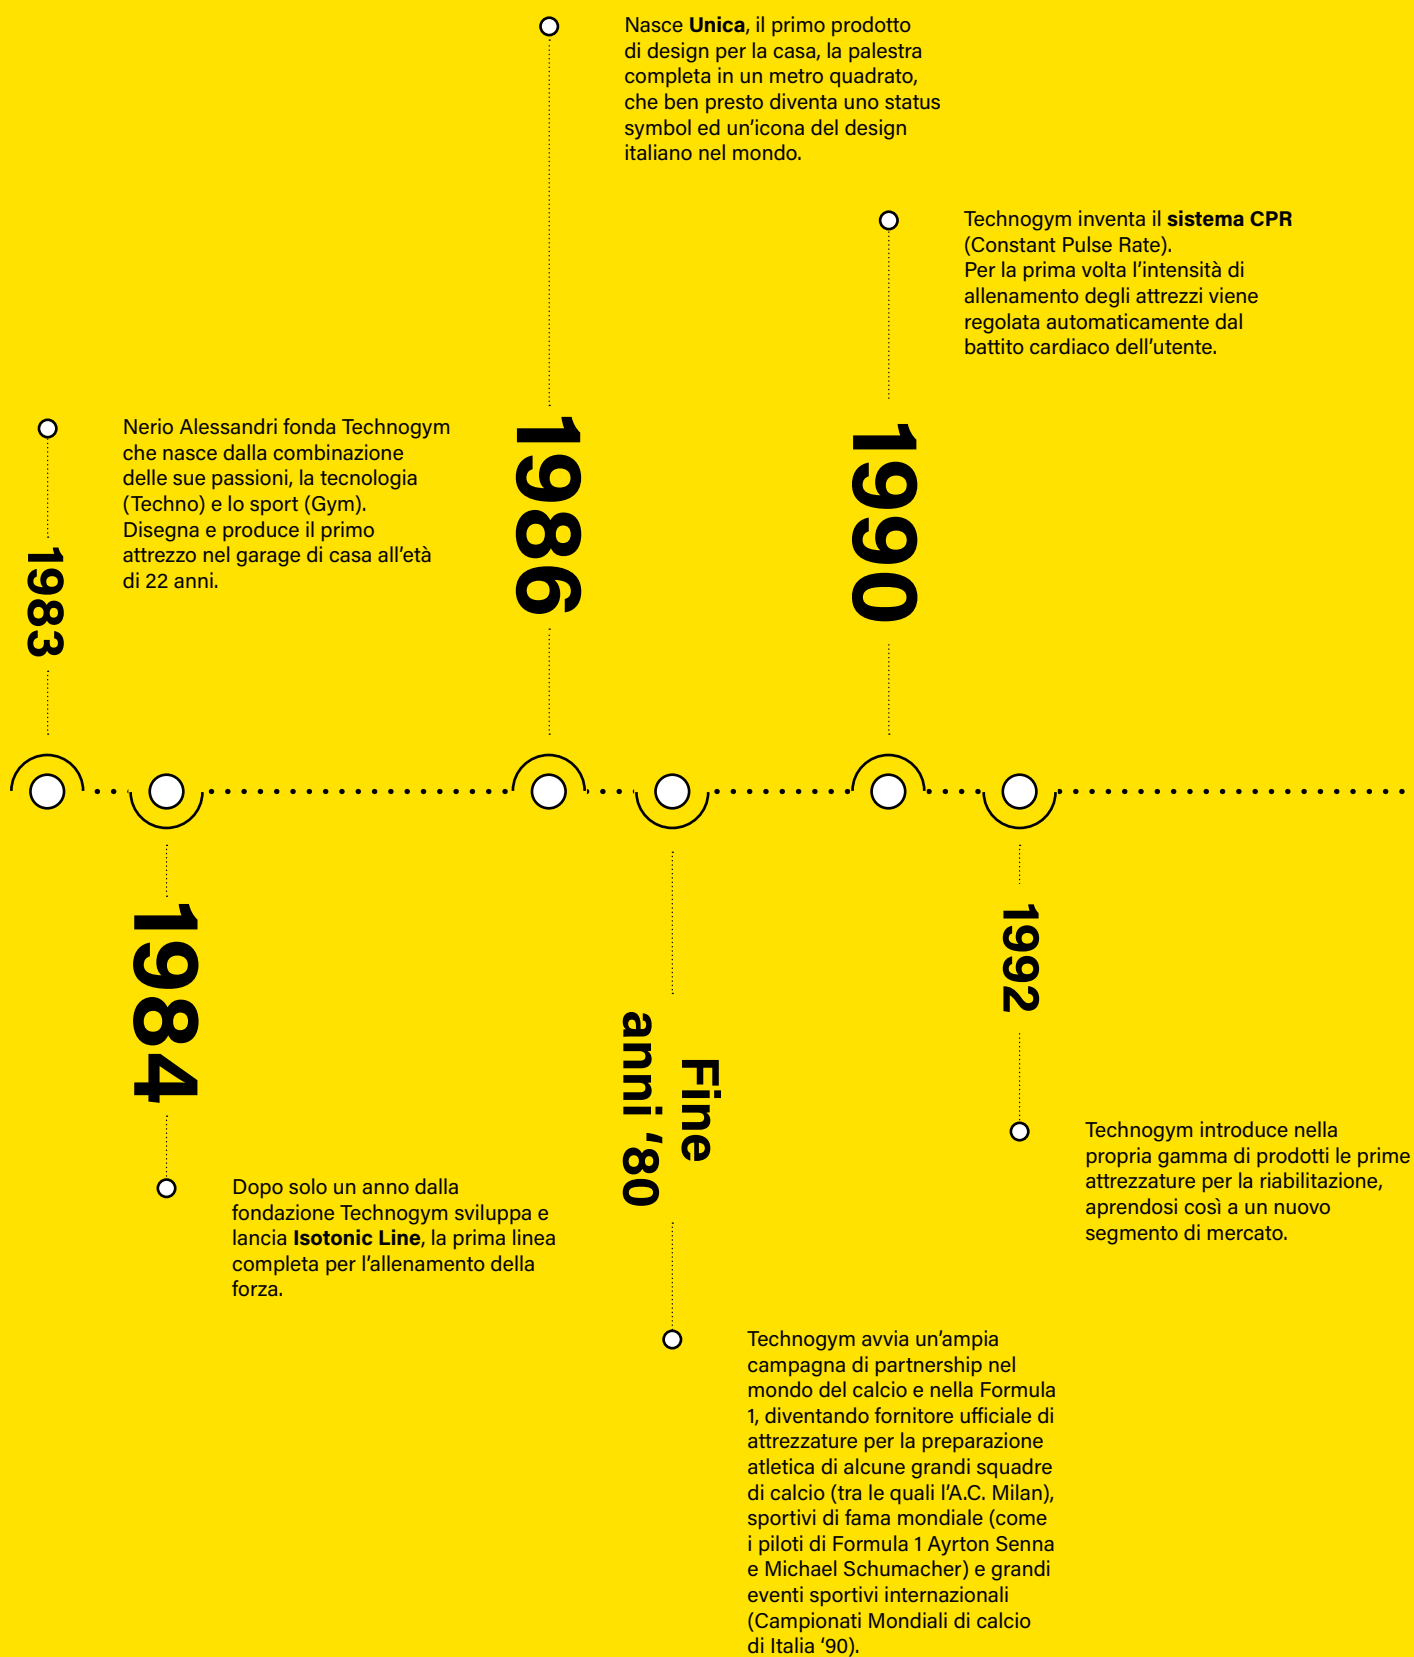 1983
Nerio Alessandri fonda Technogym
che nasce dalla combinazione
delle sue passioni, la tecnologia
(Techno) e lo sport (Gym).
Disegna e produce il primo
attrezzo nel garage di casa all'età
di 22 anni.
1984
Dopo solo un anno dalla
fondazione Technogym sviluppa e
lancia Isotonic Line, la prima linea
completa per l'allenamento della
forza.
1986
Nasce Unica, il primo prodotto
di design per la casa, la palestra
completa in un metro quadrato,
che ben presto diventa uno status
symbol ed un'icona del design
italiano nel mondo.
Fine
anni '80
Technogym avvia un'ampia
campagna di partnership nel
mondo del calcio e nella Formula
1, diventando fornitore ufficiale di
attrezzature per la preparazione
atletica di alcune grandi squadre
di calcio (tra le quali l'A.C. Milan),
sportivi di fama mondiale (come
i piloti di Formula 1 Ayrton Senna
e Michael Schumacher) e grandi
eventi sportivi internazionali
(Campionati Mondiali di calcio
di Italia '90).
1990
Technogym inventa il sistema CPR
(Constant Pulse Rate).
Per la prima volta l'intensità di
allenamento degli attrezzi viene
regolata automaticamente dal
battito cardiaco dell'utente.
1992
Technogym introduce nella
propria gamma di prodotti le prime
attrezzature per la riabilitazione,
aprendosi così a un nuovo
segmento di mercato.